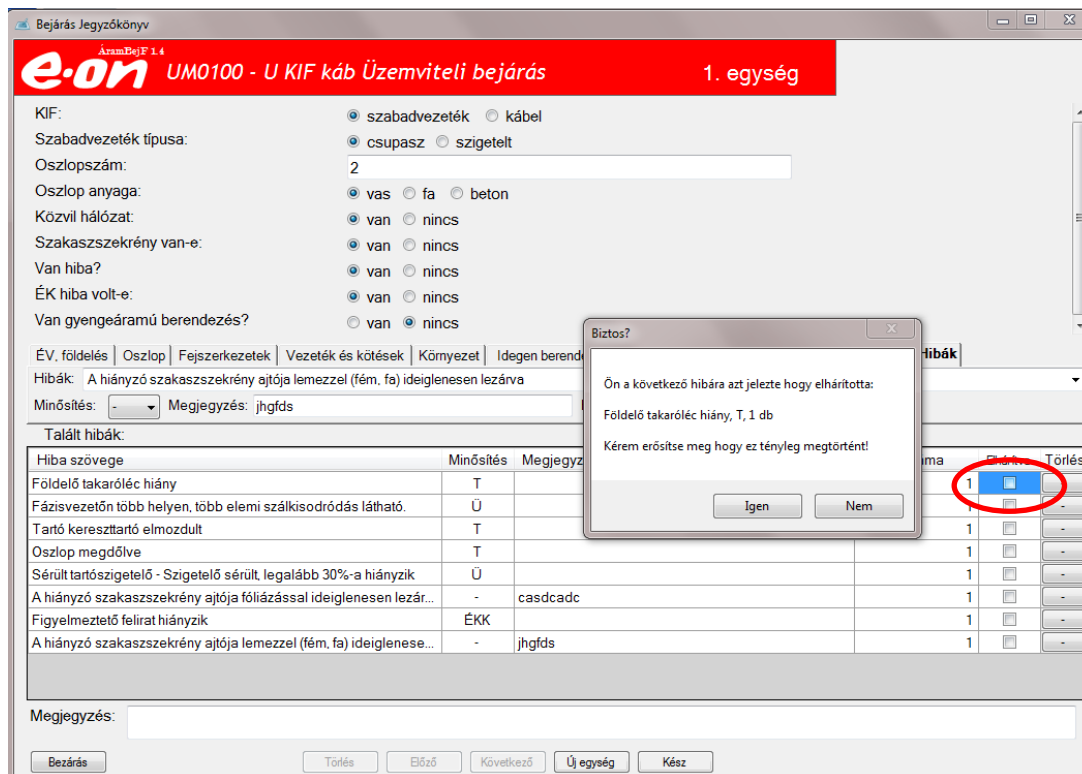 Bejárás Jegyzőkönyv
ÁramBejF 1.4
e·on UM0100 - U KIF káb Üzemviteli bejárás 1. egység
KIF: szabadvezeték kábel
Szabadvezeték típusa: csupasz szigetelt
Oszlopszám: 2
Oszlop anyaga: vas fa beton
Közvil hálózat: van nincs
Szakaszszekrény van-e: van nincs
Van hiba? van nincs
ÉK hiba volt-e: van nincs
Van gyengeáramú berendezés? van nincs
ÉV, földelés Oszlop Fejszerkezetek Vezeték és kötések Környezet Idegen berende Hibák
Hibák: A hiányzó szakaszszekrény ajtója lemezzel (fém, fa) ideiglenesen lezárva
Minősítés: - Megjegyzés: jhgfds
Talált hibák:
Hiba szövege Minősítés Megjegyz ma Elhárítva Törlés
Földelő takaróléc hiány T 1
Fázisvezetőn több helyen, több elemi szálkisodródás látható. Ü 1 -
Tartó kereszttartó elmozdult T 1 -
Oszlop megdőlve T 1 -
Sérült tartószigetelő - Szigetelő sérült, legalább 30%-a hiányzik Ü 1 -
A hiányzó szakaszszekrény ajtója fóliázással ideiglenesen lezár... - casdcadc 1 -
Figyelmeztető felirat hiányzik ÉKK 1 -
A hiányzó szakaszszekrény ajtója lemezzel (fém, fa) ideiglenese... - jhgfds 1 -
Megjegyzés:
Bezárás Törlés Előző Következő Új egység Kész
Biztos?
Ön a következő hibára azt jelezte hogy elhárította:
Földelő takaróléc hiány, T, 1 db
Kérem erősítse meg hogy ez tényleg megtörtént!
Igen Nem